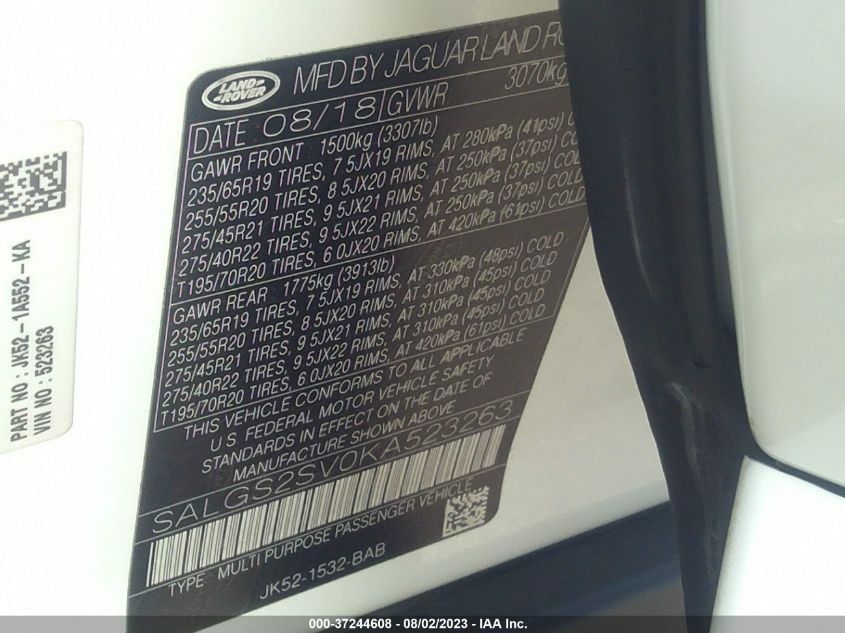 LAND
ROVER
MFD BY JAGUAR LAND
DATE 08/18 GVWR 3070kg
GAWR FRONT 1500kg (3307lb)
235/65R19 TIRES, 7 5JX19 RIMS, AT 280kPa (41psi)
255/55R20 TIRES, 8 5JX20 RIMS, AT 250kPa (37psi)
275/45R21 TIRES, 9 5JX21 RIMS, AT 250kPa (37psi)
275/40R22 TIRES, 9 5JX22 RIMS, AT 250kPa (37psi) COLD
T195/70R20 TIRES, 6.0JX20 RIMS, AT 420kPa (61psi) COLD
GAWR REAR 1775kg (3913lb)
235/65R19 TIRES, 7 5JX19 RIMS, AT 330kPa (48psi) COLD
255/55R20 TIRES, 8 5JX20 RIMS, AT 310kPa (45psi) COLD
275/45R21 TIRES, 9 5JX21 RIMS, AT 310kPa (45psi) COLD
275/40R22 TIRES, 9 5JX22 RIMS, AT 310kPa (45psi) COLD
T195/70R20 TIRES, 6.0JX20 RIMS, AT 420kPa (61psi) COLD
THIS VEHICLE CONFORMS TO ALL APPLICABLE
U S FEDERAL MOTOR VEHICLE SAFETY
STANDARDS IN EFFECT ON THE DATE OF
MANUFACTURE SHOWN ABOVE
SALGS2SV0KA523263
TYPE MULTI PURPOSE PASSENGER VEHICLE
JK52-1532-BAB
PART NO : JK52-1A552-KA
VIN NO : 523263
000-37244608 - 08/02/2023 - IAA Inc.